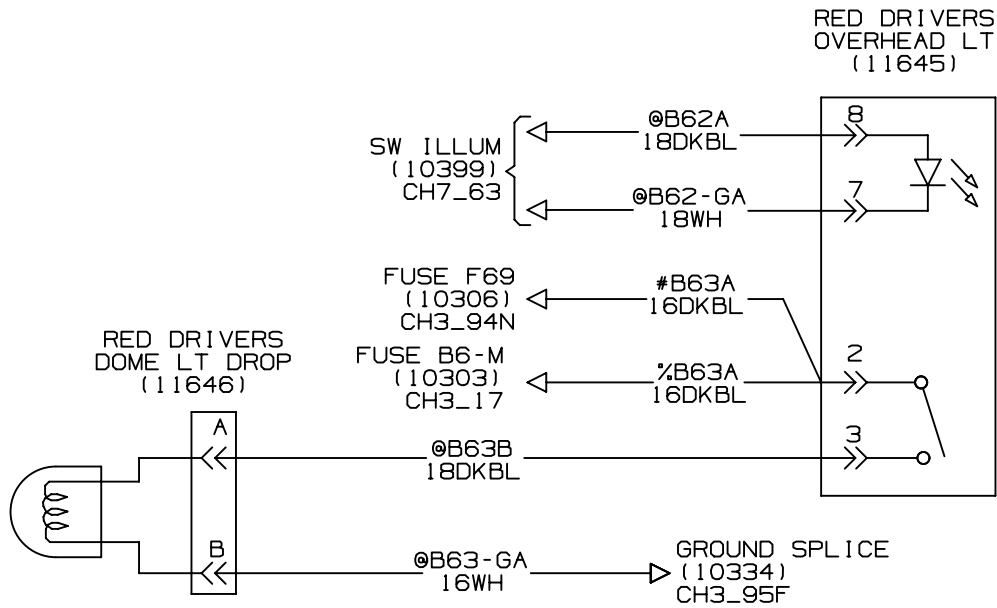 RED DRIVERS
OVERHEAD LT
(11645)
8
@B62A
18DKBL
SW ILLUM
(10399)
CH7_63
7
@B62-GA
18WH
FUSE F69
(10306)
CH3_94N
#B63A
16DKBL
RED DRIVERS
DOME LT DROP
(11646)
FUSE B6-M
(10303)
CH3_17
%B63A
16DKBL
2
A
@B63B
18DKBL
3
B
@B63-GA
16WH
GROUND SPLICE
(10334)
CH3_95F